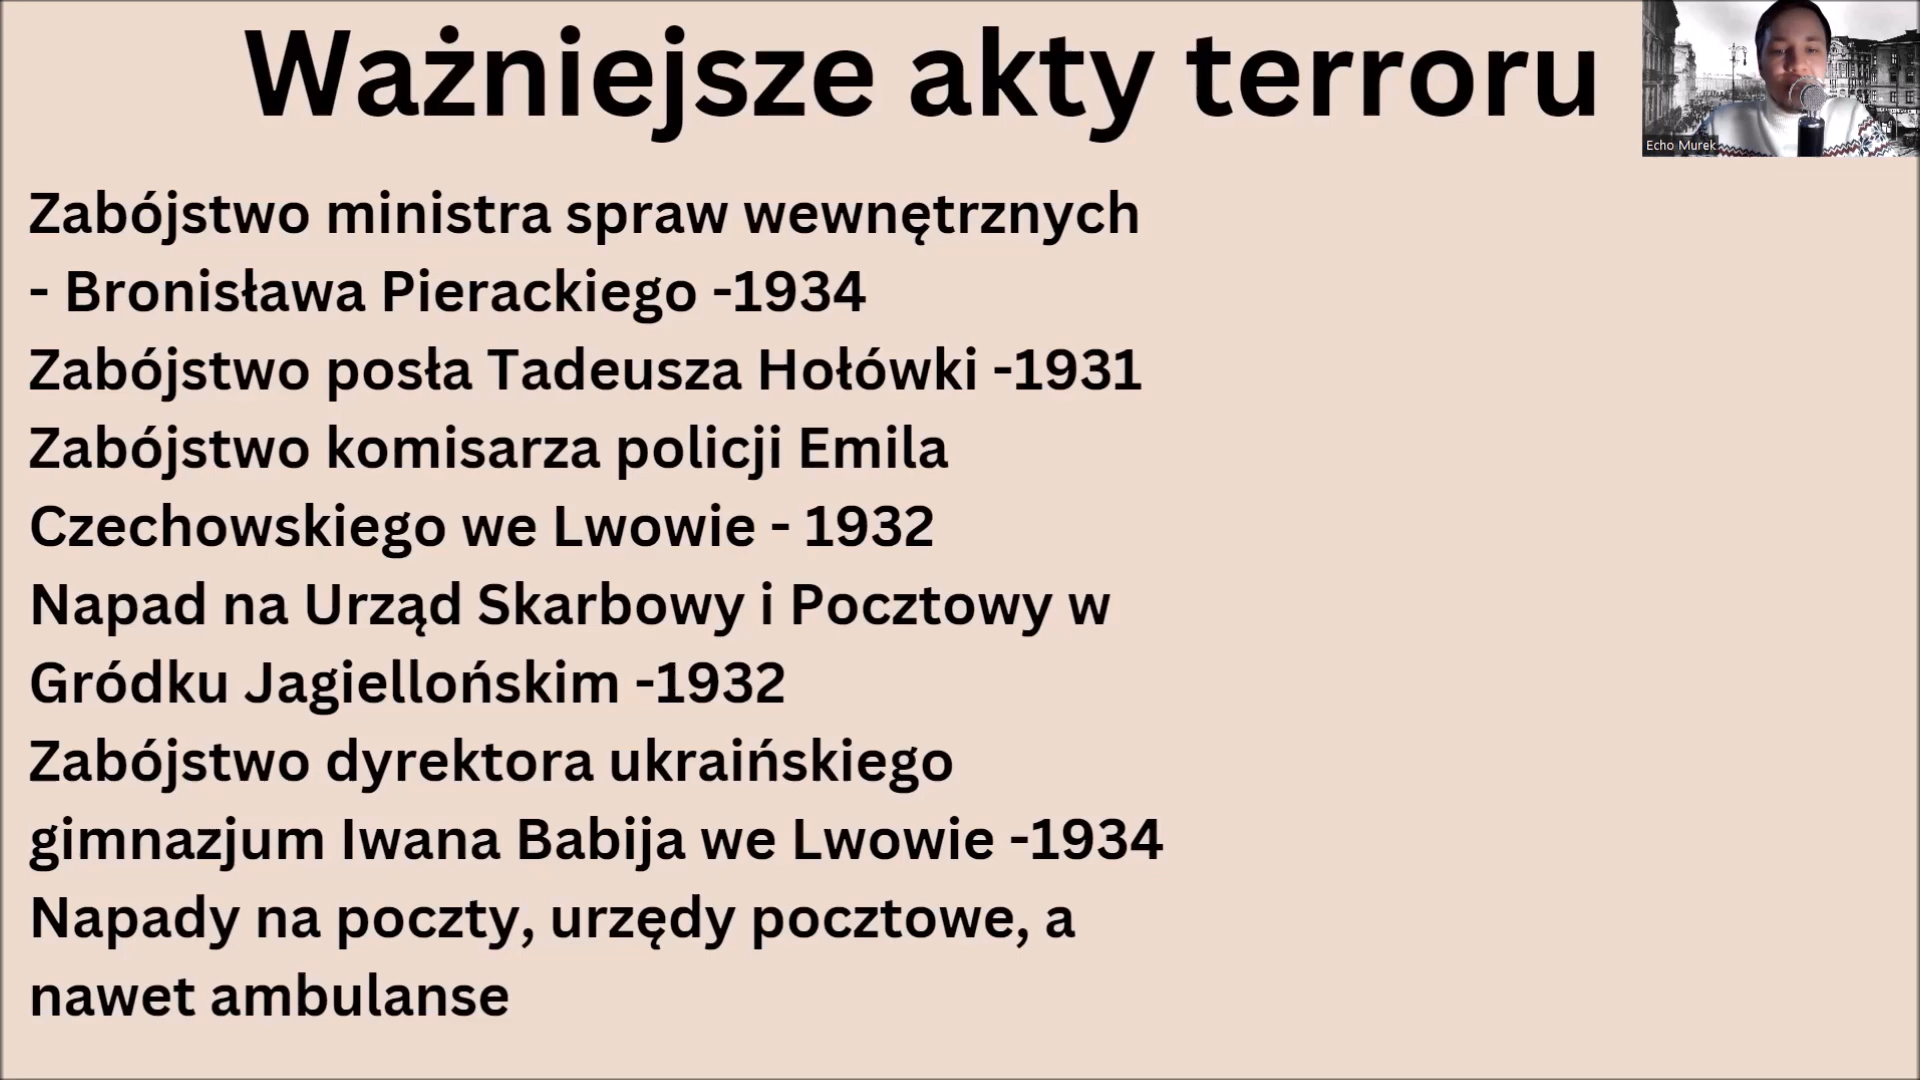 Ważniejsze akty terroru
Echo Murek
Zabójstwo ministra spraw wewnętrznych
- Bronisława Pierackiego -1934
Zabójstwo posła Tadeusza Hołówki -1931
Zabójstwo komisarza policji Emila
Czechowskiego we Lwowie - 1932
Napad na Urząd Skarbowy i Pocztowy w
Gródku Jagiellońskim -1932
Zabójstwo dyrektora ukraińskiego
gimnazjum Iwana Babija we Lwowie -1934
Napady na poczty, urzędy pocztowe, a
nawet ambulanse